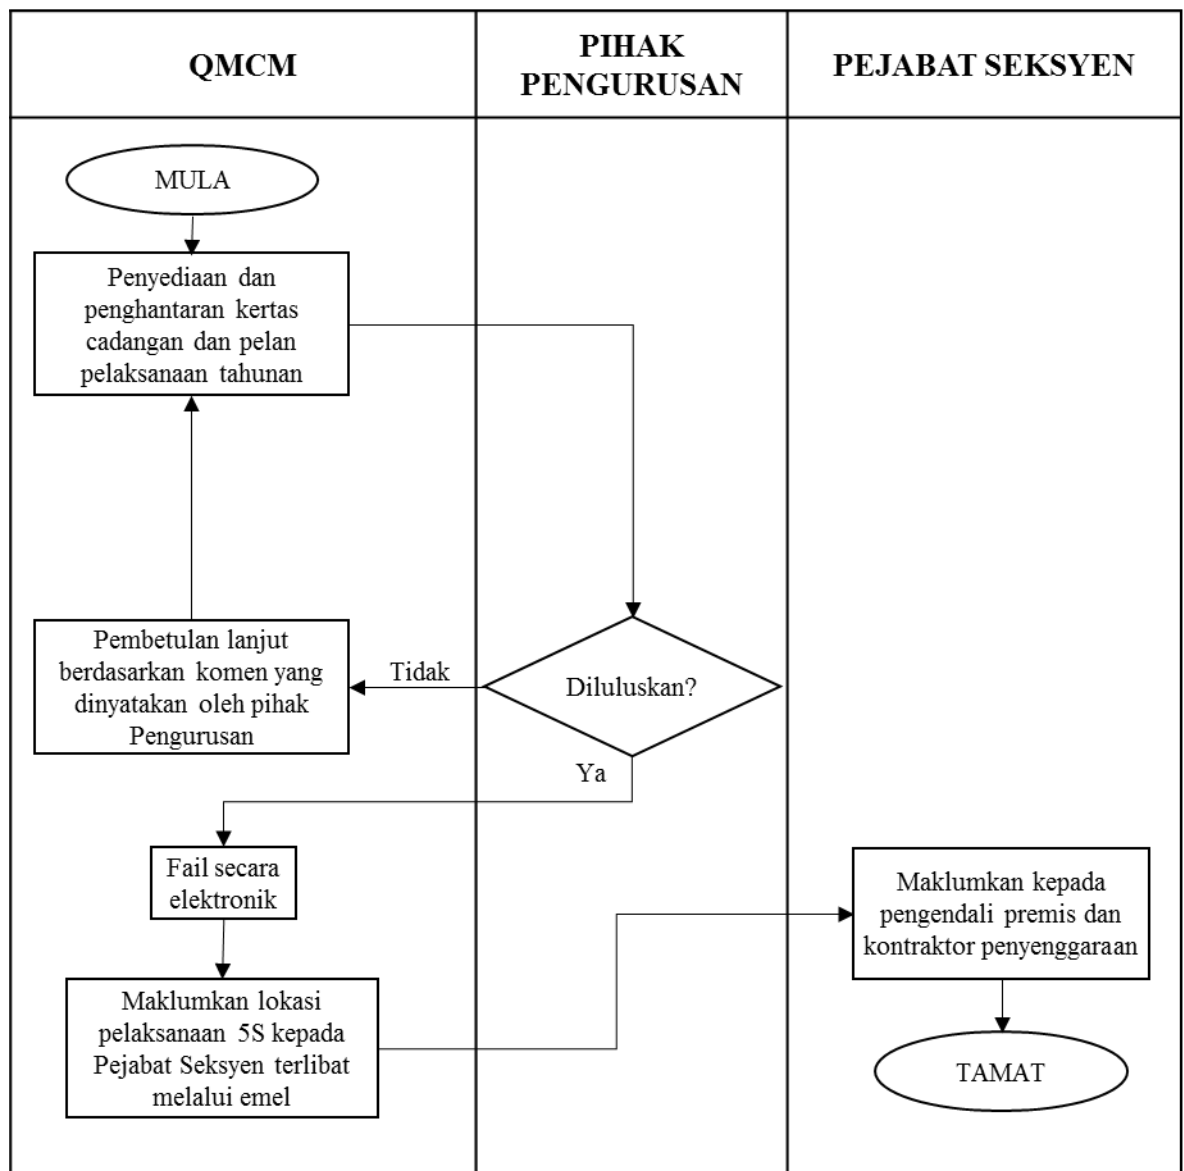 QMCM
PIHAK
PENGURUSAN
PEJABAT SEKSYEN
MULA
Penyediaan dan
penghantaran kertas
cadangan dan pelan
pelaksanaan tahunan
Pembetulan lanjut
berdasarkan komen yang
dinyatakan oleh pihak
Pengurusan
Tidak
Diluluskan?
Ya
Fail secara
elektronik
Maklumkan lokasi
pelaksanaan 5S kepada
Pejabat Seksyen terlibat
melalui emel
Maklumkan kepada
pengendali premis dan
kontraktor penyenggaraan
TAMAT